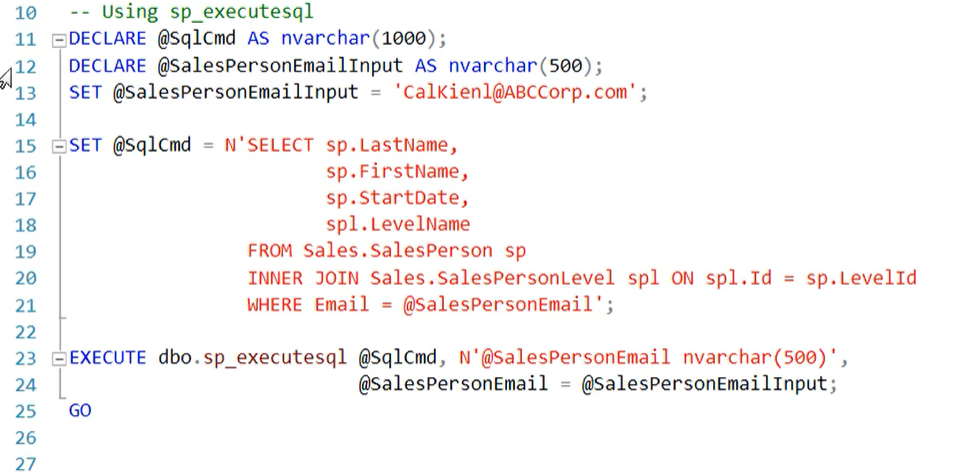 10 -- Using sp_executesql
11 DECLARE @SqlCmd AS nvarchar(1000);
12 DECLARE @SalesPersonEmailInput AS nvarchar(500);
13 SET @SalesPersonEmailInput = 'CalKienl@ABCCorp.com';
14
15 SET @SqlCmd = N'SELECT sp.LastName,
16 sp.FirstName,
17 sp.StartDate,
18 spl.LevelName
19 FROM Sales.SalesPerson sp
20 INNER JOIN Sales.SalesPersonLevel spl ON spl.Id = sp.LevelId
21 WHERE Email = @SalesPersonEmail';
22
23 EXECUTE dbo.sp_executesql @SqlCmd, N'@SalesPersonEmail nvarchar(500)',
24 @SalesPersonEmail = @SalesPersonEmailInput;
25 GO
26
27